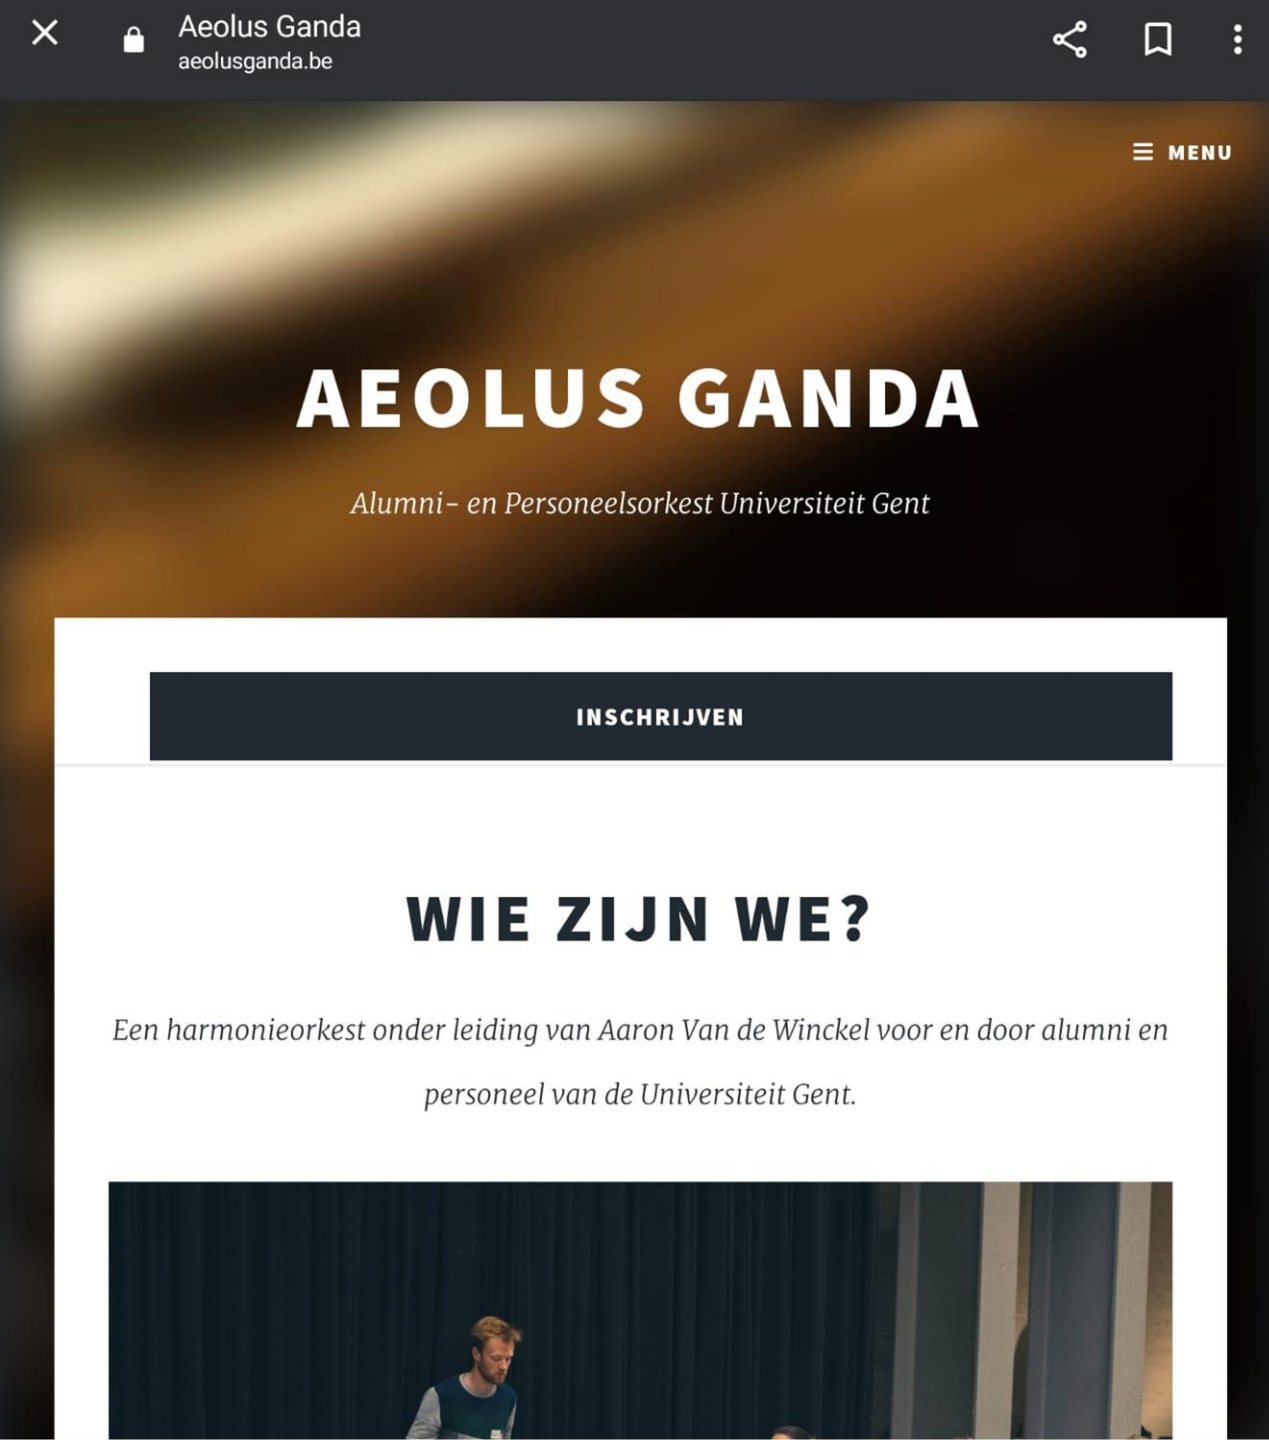 Aeolus Ganda
aeolusganda.be
MENU
AEOLUS GANDA
Alumni- en Personeelsorkest Universiteit Gent
INSCHRIJVEN
WIE ZIJN WE?
Een harmonieorkest onder leiding van Aaron Van de Winckel voor en door alumni en
personeel van de Universiteit Gent.